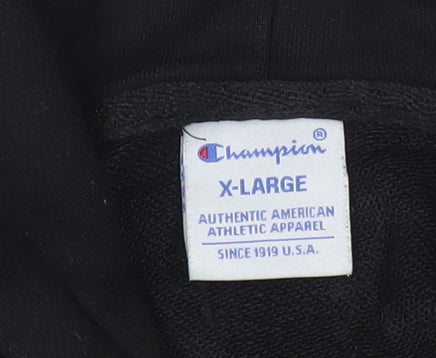 Champion®
X-LARGE
AUTHENTIC AMERICAN
ATHLETIC APPAREL
SINCE 1919 U.S.A.